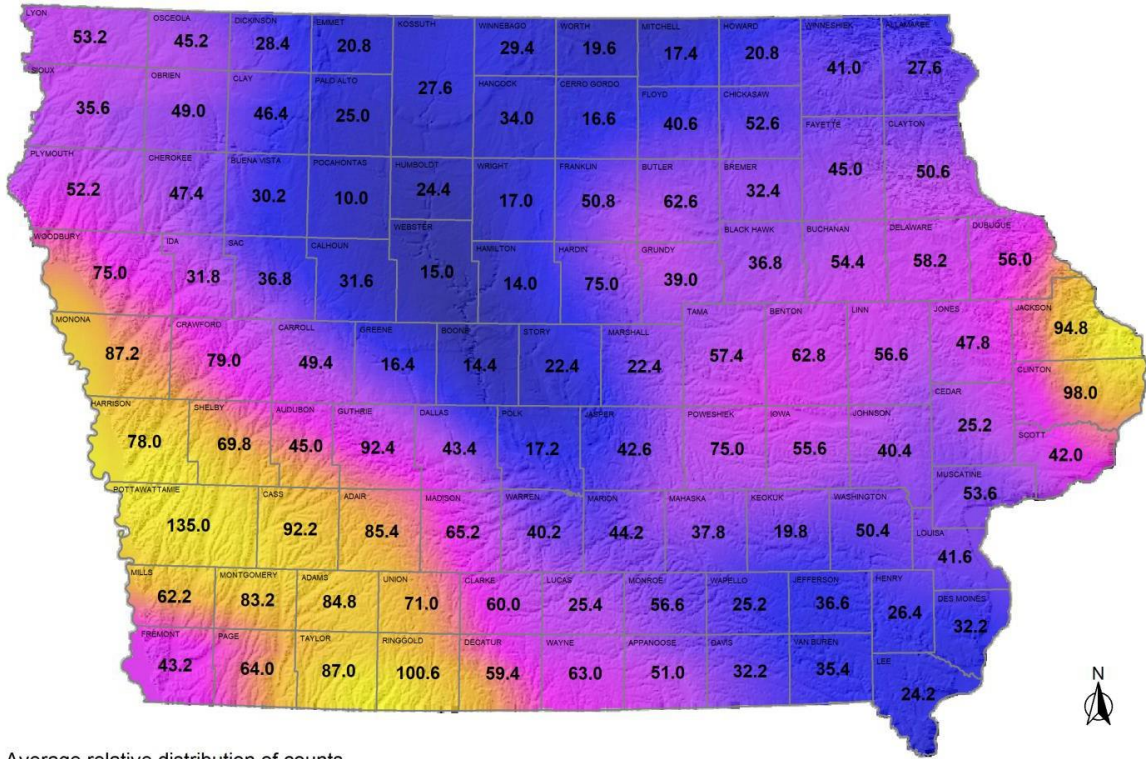 LYON
53.2
OSCEOLA
45.2
DICKINSON
28.4
EMMET
20.8
KOSSUTH
27.6
WINNEBAGO
29.4
WORTH
19.6
MITCHELL
17.4
HOWARD
20.8
WINNESHIEK
41.0
ALLAMAKEE
27.6
SIOUX
35.6
OBRIEN
49.0
CLAY
46.4
PALO ALTO
25.0
HANCOCK
34.0
CERRO GORDO
16.6
FLOYD
40.6
CHICKASAW
52.6
FAYETTE
45.0
CLAYTON
50.6
PLYMOUTH
52.2
CHEROKEE
47.4
BUENA VISTA
30.2
POCAHONTAS
10.0
HUMBOLDT
24.4
WRIGHT
17.0
FRANKLIN
50.8
BUTLER
62.6
BREMER
32.4
WOODBURY
75.0
IDA
31.8
SAC
36.8
CALHOUN
31.6
WEBSTER
15.0
HAMILTON
14.0
HARDIN
75.0
GRUNDY
39.0
BLACK HAWK
36.8
BUCHANAN
54.4
DELAWARE
58.2
DUBUQUE
56.0
MONONA
87.2
CRAWFORD
79.0
CARROLL
49.4
GREENE
16.4
BOONE
14.4
STORY
22.4
MARSHALL
22.4
TAMA
57.4
BENTON
62.8
LINN
56.6
JONES
47.8
JACKSON
94.8
CLINTON
98.0
HARRISON
78.0
SHELBY
69.8
AUDUBON
45.0
GUTHRIE
92.4
DALLAS
43.4
POLK
17.2
JASPER
42.6
POWESHIEK
75.0
IOWA
55.6
JOHNSON
40.4
CEDAR
25.2
SCOTT
42.0
MUSCATINE
53.6
POTTAWATTAMIE
135.0
CASS
92.2
ADAIR
85.4
MADISON
65.2
WARREN
40.2
MARION
44.2
MAHASKA
37.8
KEOKUK
19.8
WASHINGTON
50.4
LOUISA
41.6
MILLS
62.2
MONTGOMERY
83.2
ADAMS
84.8
UNION
71.0
CLARKE
60.0
LUCAS
25.4
MONROE
56.6
WAPELLO
25.2
JEFFERSON
36.6
HENRY
26.4
DES MOINES
32.2
FREMONT
43.2
PAGE
64.0
TAYLOR
87.0
RINGGOLD
100.6
DECATUR
59.4
WAYNE
63.0
APPANOOSE
51.0
DAVIS
32.2
VAN BUREN
35.4
LEE
24.2
N
Average relative distribution of counts